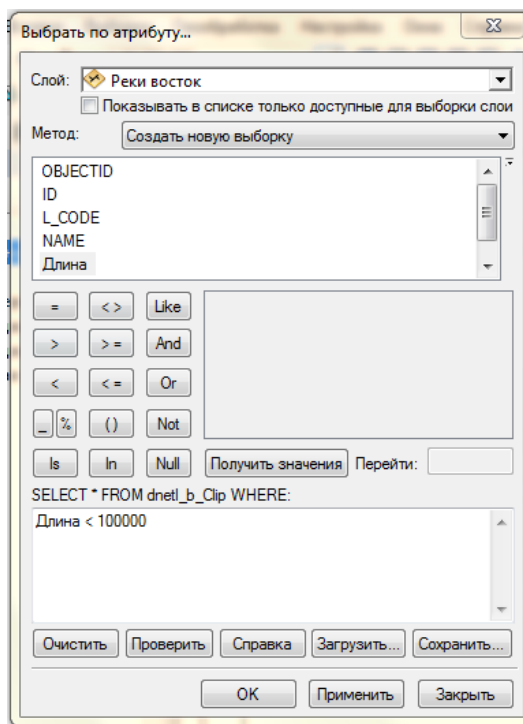 Выбрать по атрибуту...
Слой: Реки восток
Показывать в списке только доступные для выборки слои
Метод: Создать новую выборку
OBJECTID
ID
L_CODE
NAME
Длина
= < > Like
> > = And
< < = Or
_ % () Not
Is In Null Получить значения Перейти:
SELECT * FROM dnetl_b_Clip WHERE:
Длина < 100000
Очистить Проверить Справка Загрузить... Сохранить...
OK Применить Закрыть